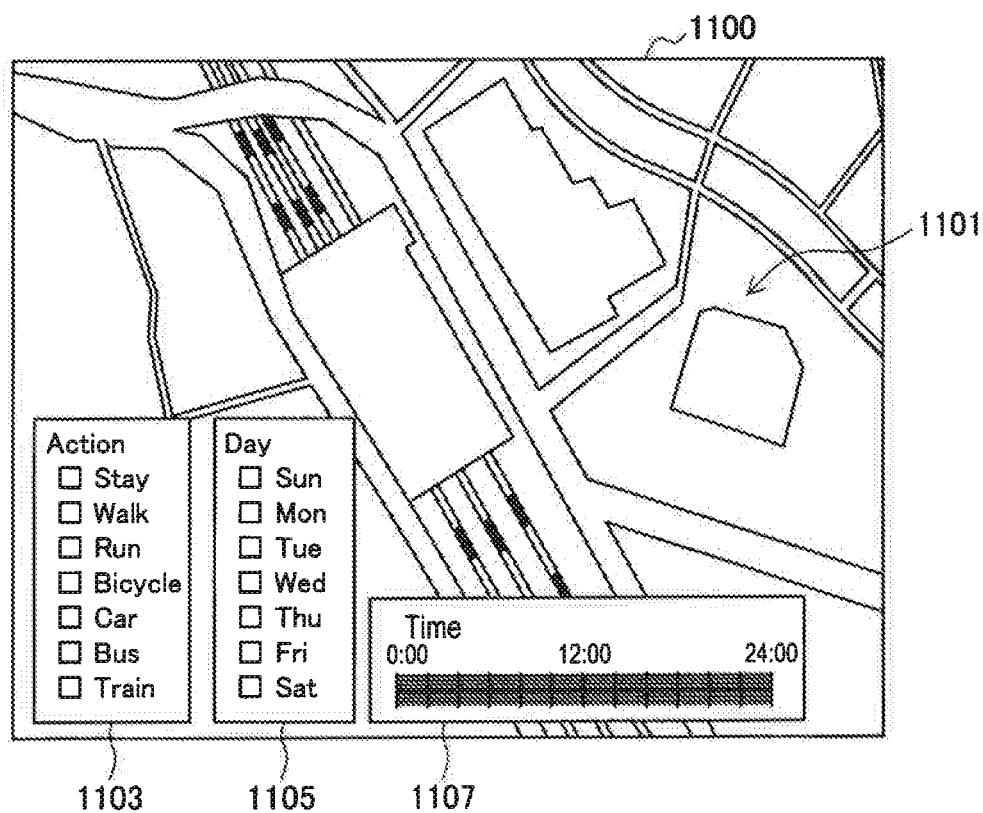 1100
1101
Action
Stay
Walk
Run
Bicycle
Car
Bus
Train
Day
Sun
Mon
Tue
Wed
Thu
Fri
Sat
Time
0:00 12:00 24:00
1103 1105 1107